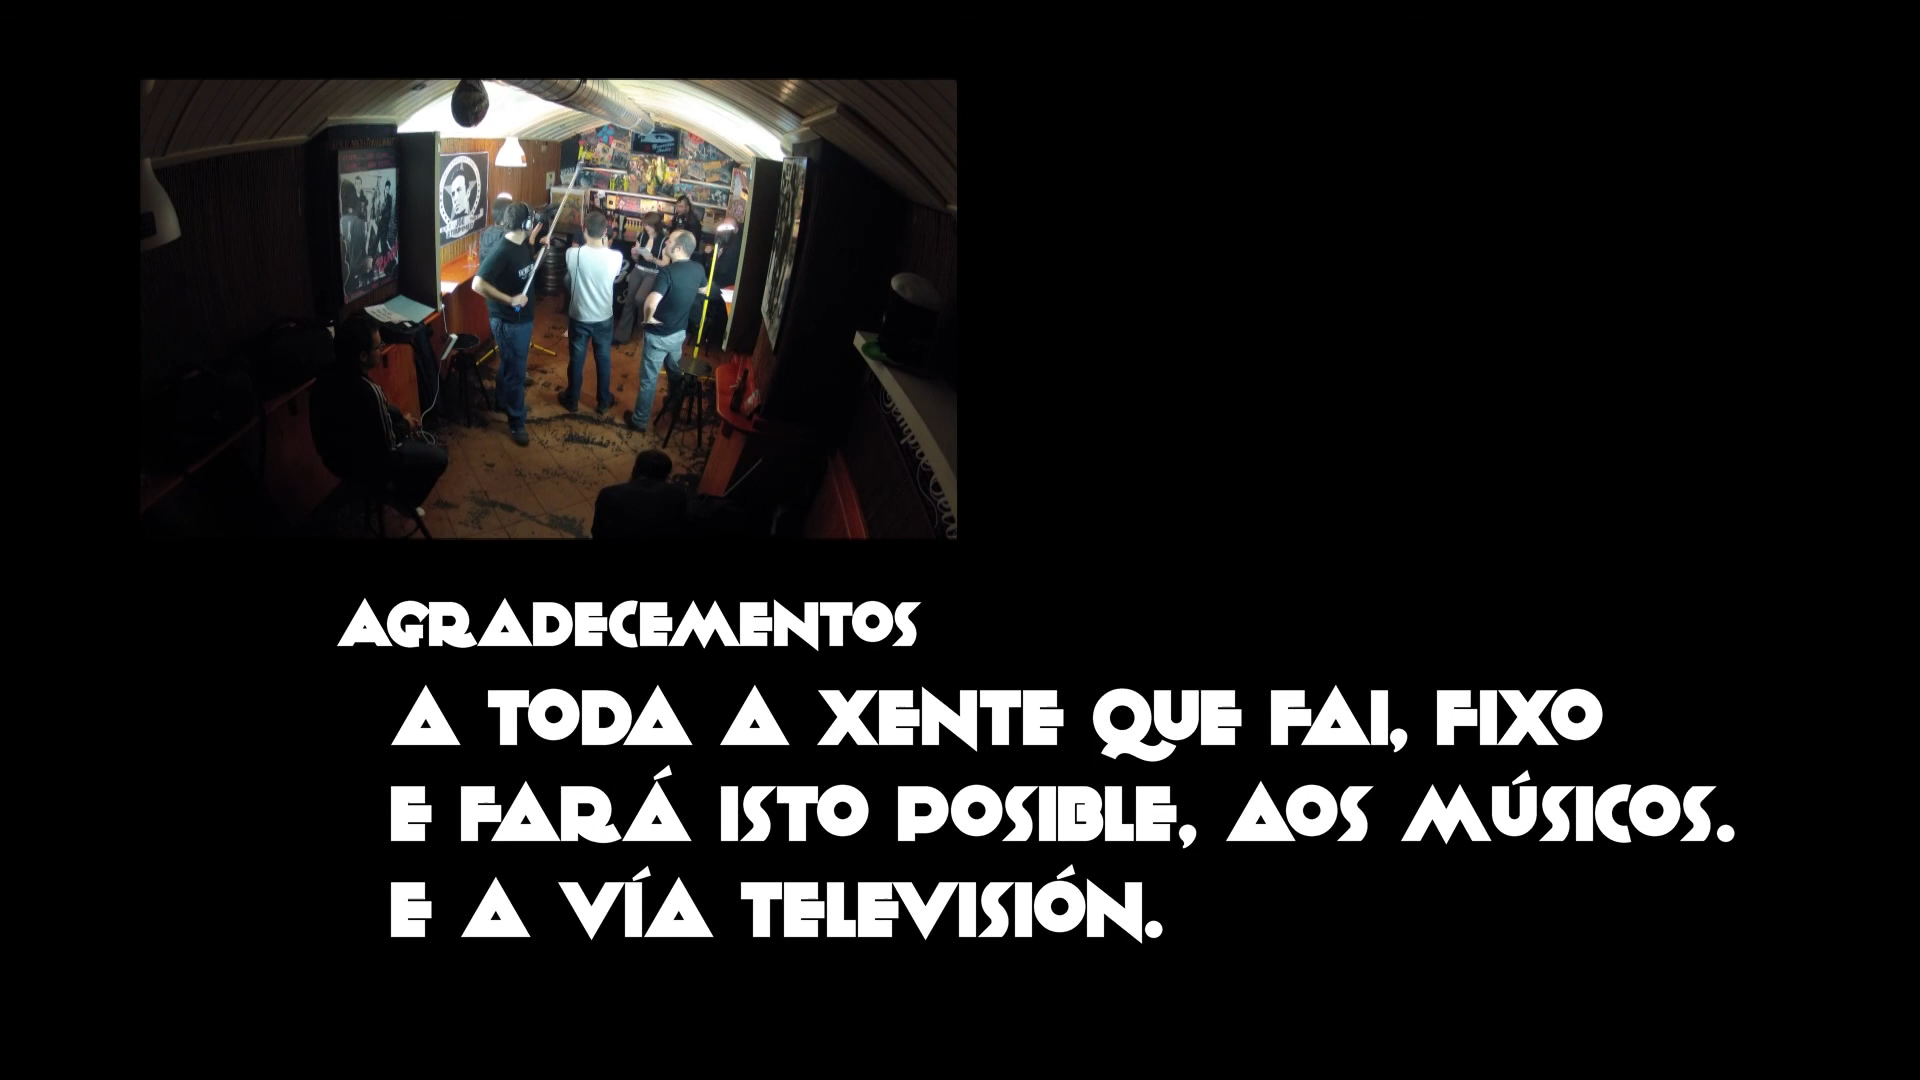 AGRADECEMENTOS
A TODA A XENTE QUE FAI, FIXO
E FARÁ ISTO POSIBLE, AOS MÚSICOS.
E A VÍA TELEVISIÓN.